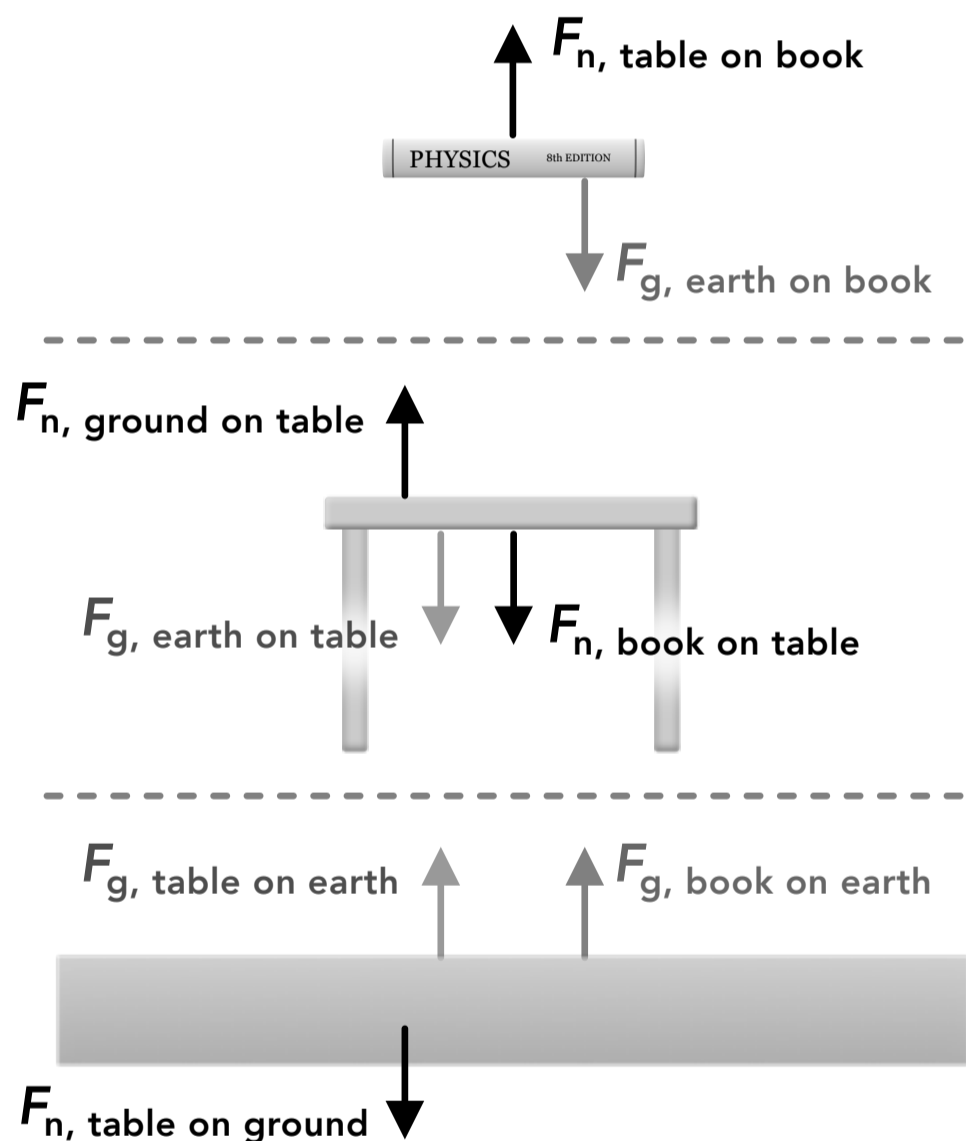 Fn, table on book
PHYSICS 8th EDITION
Fg, earth on book
Fn, ground on table
Fg, earth on table
Fn, book on table
Fg, table on earth
Fg, book on earth
Fn, table on ground